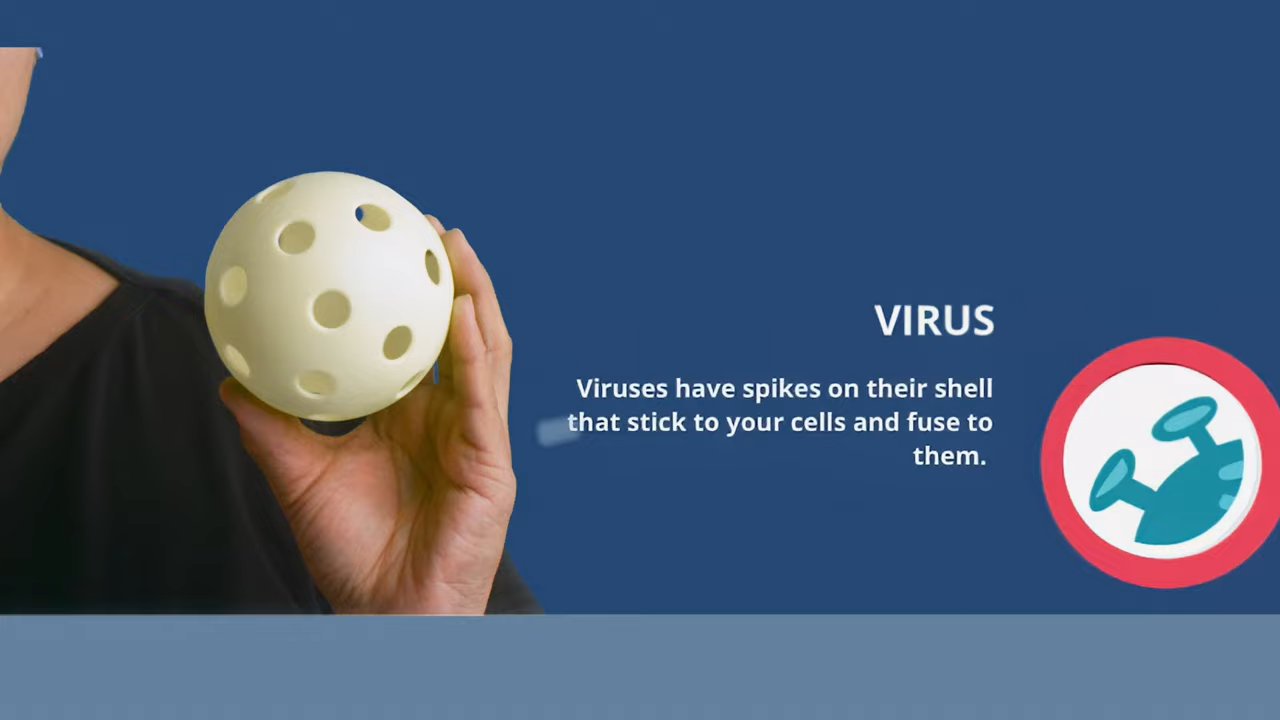 VIRUS
Viruses have spikes on their shell
that stick to your cells and fuse to
them.